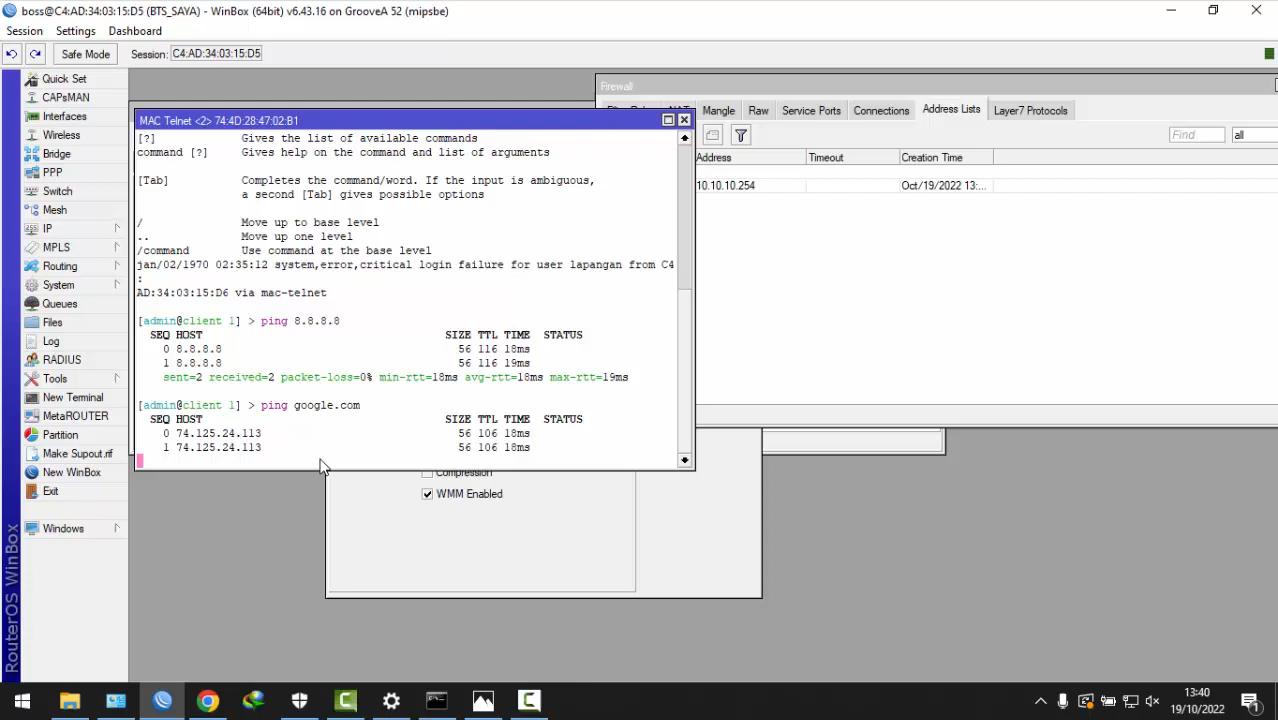 boss@C4:AD:34:03:15:D5 (BTS_SAYA) - WinBox (64bit) v6.43.16 on GrooveA 52 (mipsbe)
Session Settings Dashboard
Safe Mode Session: C4:AD:34:03:15:D5
Quick Set
CAPsMAN
Interfaces
Wireless
Bridge
PPP
Switch
Mesh
IP
MPLS
Routing
System
Queues
Files
Log
RADIUS
Tools
New Terminal
MetaROUTER
Partition
Make Supout.rif
New WinBox
Exit
Windows
RouterOS WinBox
Firewall
Mangle Raw Service Ports Connections Address Lists Layer7 Protocols
Find all
Address Timeout Creation Time
10.10.10.254 Oct/19/2022 13:...
MAC Telnet <2> 74:4D:28:47:02:B1
[?] Gives the list of available commands
command [?] Gives help on the command and list of arguments
[Tab] Completes the command/word. If the input is ambiguous,
a second [Tab] gives possible options
/ Move up to base level
.. Move up one level
/command Use command at the base level
jan/02/1970 02:35:12 system,error,critical login failure for user lapangan from C4
:
AD:34:03:15:D6 via mac-telnet
[admin@client 1] > ping 8.8.8.8
SEQ HOST SIZE TTL TIME STATUS
0 8.8.8.8 56 116 18ms
1 8.8.8.8 56 116 19ms
sent=2 received=2 packet-loss=0% min-rtt=18ms avg-rtt=18ms max-rtt=19ms
[admin@client 1] > ping google.com
SEQ HOST SIZE TTL TIME STATUS
0 74.125.24.113 56 106 18ms
1 74.125.24.113 56 106 18ms
Compression
WMM Enabled
13:40
19/10/2022
1